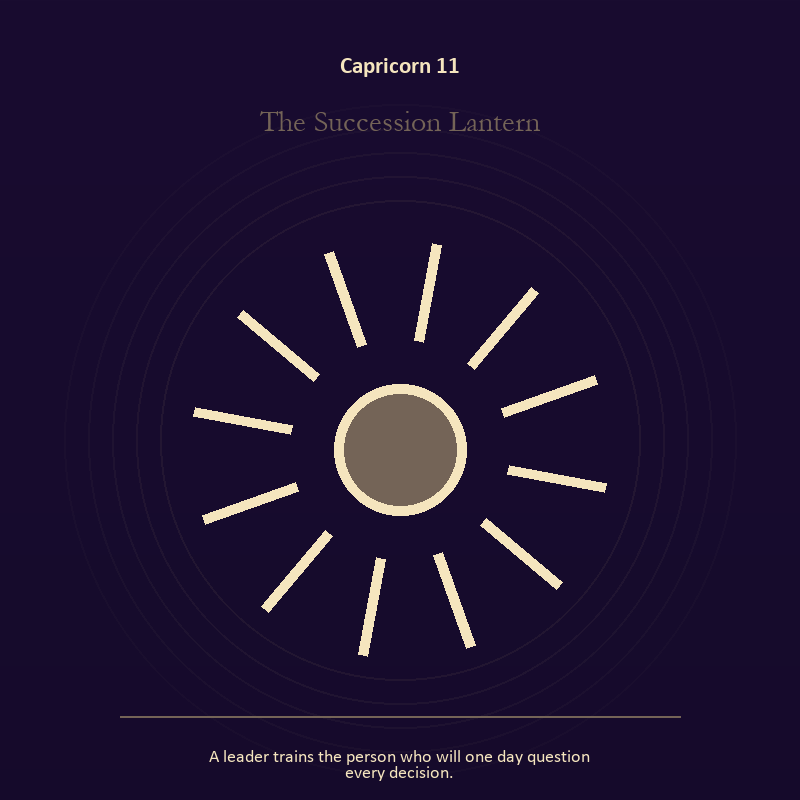 Capricorn 11
The Succession Lantern
A leader trains the person who will one day question
every decision.